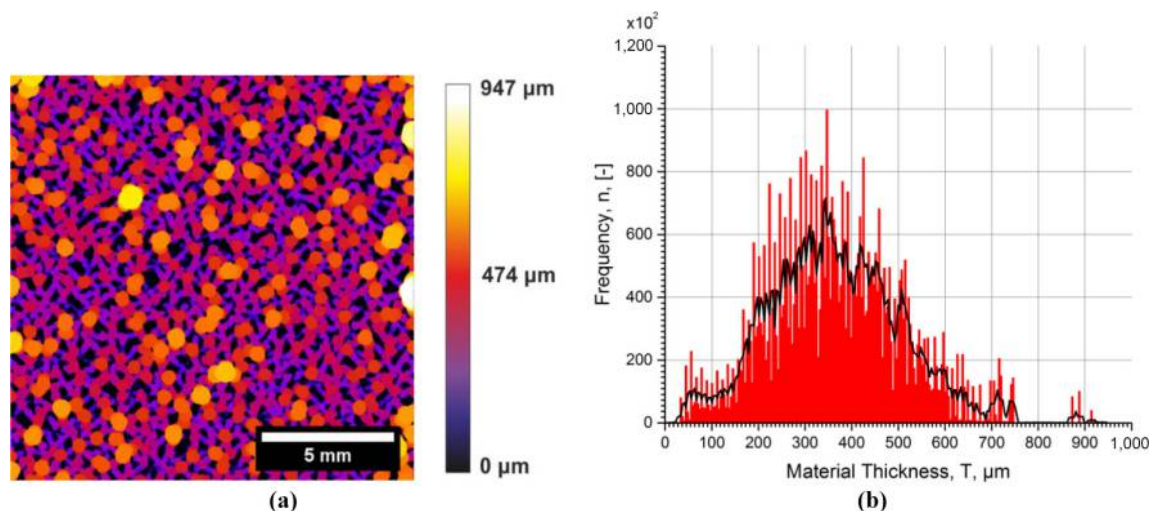 947 µm
474 µm
0 µm
5 mm
(a)
x10²
1,200
1,000
800
600
400
200
0
Frequency, n, [-]
0 100 200 300 400 500 600 700 800 900 1,000
Material Thickness, T, µm
(b)